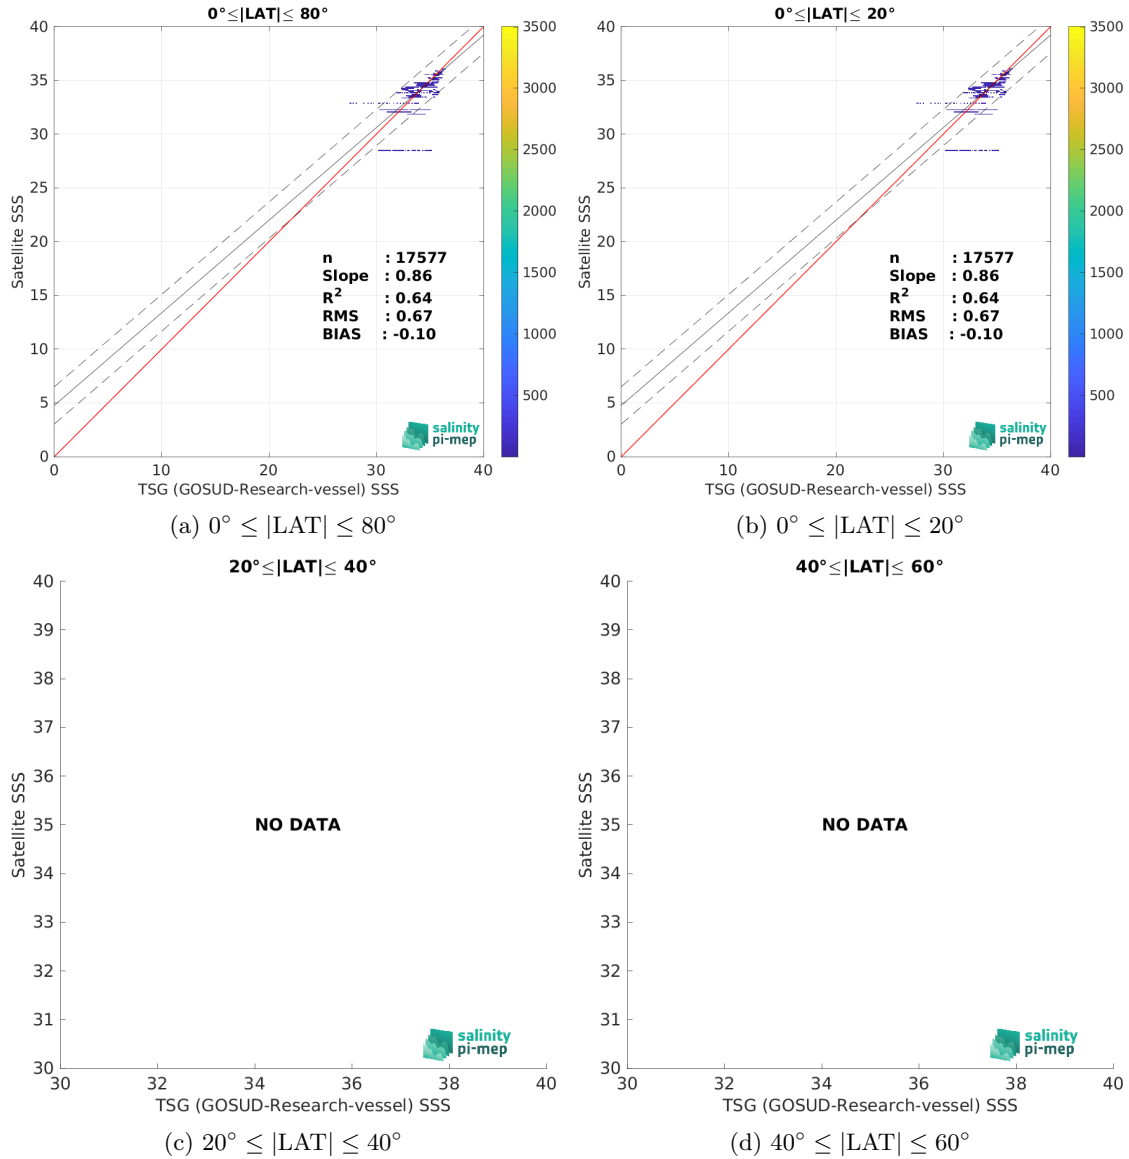 0°≤|LAT|≤ 80°
40
35
30
25
20
15
10
5
0
0
10
20
30
40
Satellite SSS
TSG (GOSUD-Research-vessel) SSS
n : 17577
Slope : 0.86
R² : 0.64
RMS : 0.67
BIAS : -0.10
salinity
pi-mep
3500
3000
2500
2000
1500
1000
500
(a) 0° ≤ |LAT| ≤ 80°
0°≤|LAT|≤ 20°
40
35
30
25
20
15
10
5
0
0
10
20
30
40
Satellite SSS
TSG (GOSUD-Research-vessel) SSS
n : 17577
Slope : 0.86
R² : 0.64
RMS : 0.67
BIAS : -0.10
salinity
pi-mep
3500
3000
2500
2000
1500
1000
500
(b) 0° ≤ |LAT| ≤ 20°
20°≤|LAT|≤ 40°
40
39
38
37
36
35
34
33
32
31
30
30
32
34
36
38
40
Satellite SSS
NO DATA
salinity
pi-mep
TSG (GOSUD-Research-vessel) SSS
(c) 20° ≤ |LAT| ≤ 40°
40°≤|LAT|≤ 60°
40
39
38
37
36
35
34
33
32
31
30
30
32
34
36
38
40
Satellite SSS
NO DATA
salinity
pi-mep
TSG (GOSUD-Research-vessel) SSS
(d) 40° ≤ |LAT| ≤ 60°